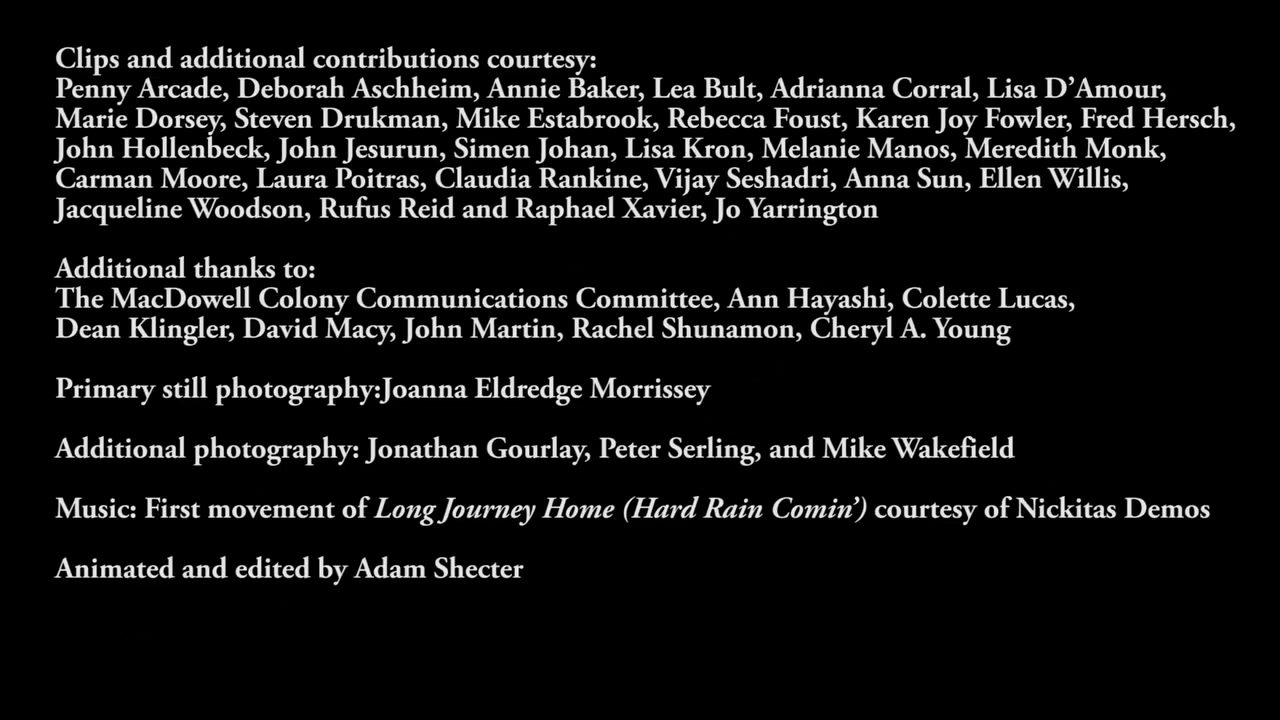 Clips and additional contributions courtesy:
Penny Arcade, Deborah Aschheim, Annie Baker, Lea Bult, Adrianna Corral, Lisa D’Amour,
Marie Dorsey, Steven Drukman, Mike Estabrook, Rebecca Foust, Karen Joy Fowler, Fred Hersch,
John Hollenbeck, John Jesurun, Simen Johan, Lisa Kron, Melanie Manos, Meredith Monk,
Carman Moore, Laura Poitras, Claudia Rankine, Vijay Seshadri, Anna Sun, Ellen Willis,
Jacqueline Woodson, Rufus Reid and Raphael Xavier, Jo Yarrington
Additional thanks to:
The MacDowell Colony Communications Committee, Ann Hayashi, Colette Lucas,
Dean Klingler, David Macy, John Martin, Rachel Shunamon, Cheryl A. Young
Primary still photography:Joanna Eldredge Morrissey
Additional photography: Jonathan Gourlay, Peter Serling, and Mike Wakefield
Music: First movement of Long Journey Home (Hard Rain Comin’) courtesy of Nickitas Demos
Animated and edited by Adam Shecter